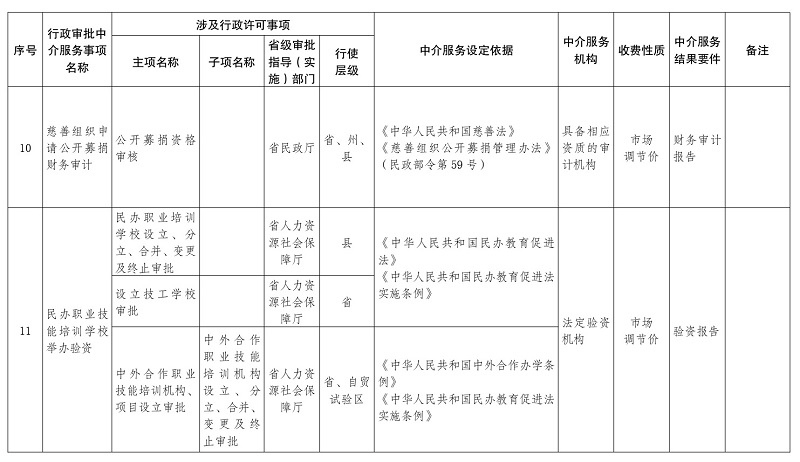 序号
行政审批中
介服务事项
名称
涉及行政许可事项
主项名称
子项名称
省级审批
指导（实
施）部门
行使
层级
中介服务设定依据
中介服务
机构
收费性质
中介服务
结果要件
备注
10
慈善组织申
请公开募捐
财务审计
公开募捐资格
审核
省民政厅
省、州、
县
《中华人民共和国慈善法》
《慈善组织公开募捐管理办法》
（民政部令第 59 号）
具备相应
资质的审
计机构
市场
调节价
财务审计
报告
11
民办职业技
能培训学校
举办验资
民办职业培训
学校设立、分
立、合并、变更
及终止审批
省人力资
源社会保
障厅
县
《中华人民共和国民办教育促进
法》
《中华人民共和国民办教育促进法
实施条例》
法定验资
机构
市场
调节价
验资报告
设立技工学校
审批
省人力资
源社会保
障厅
省
中外合作职业
技能培训机构、
项目设立审批
中外合作
职业技能
培训机构
设立、分
立、合并、
变更及终
止审批
省人力资
源社会保
障厅
省、自贸
试验区
《中华人民共和国中外合作办学条
例》
《中华人民共和国民办教育促进法
实施条例》